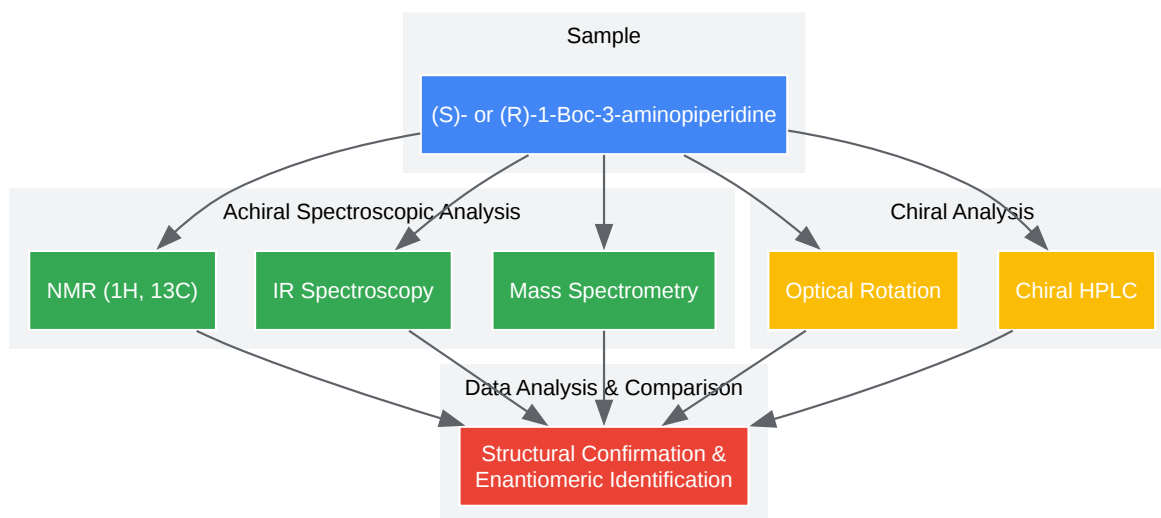 Sample
(S)- or (R)-1-Boc-3-aminopiperidine
Achiral Spectroscopic Analysis
Chiral Analysis
NMR (1H, 13C)
IR Spectroscopy
Mass Spectrometry
Optical Rotation
Chiral HPLC
Data Analysis & Comparison
Structural Confirmation &
Enantiomeric Identification